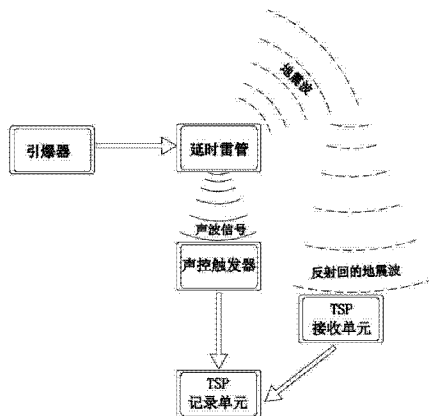 地震波
引爆器
延时雷管
声波信号
声控触发器
反射回的地震波
TSP
接收单元
TSP
记录单元